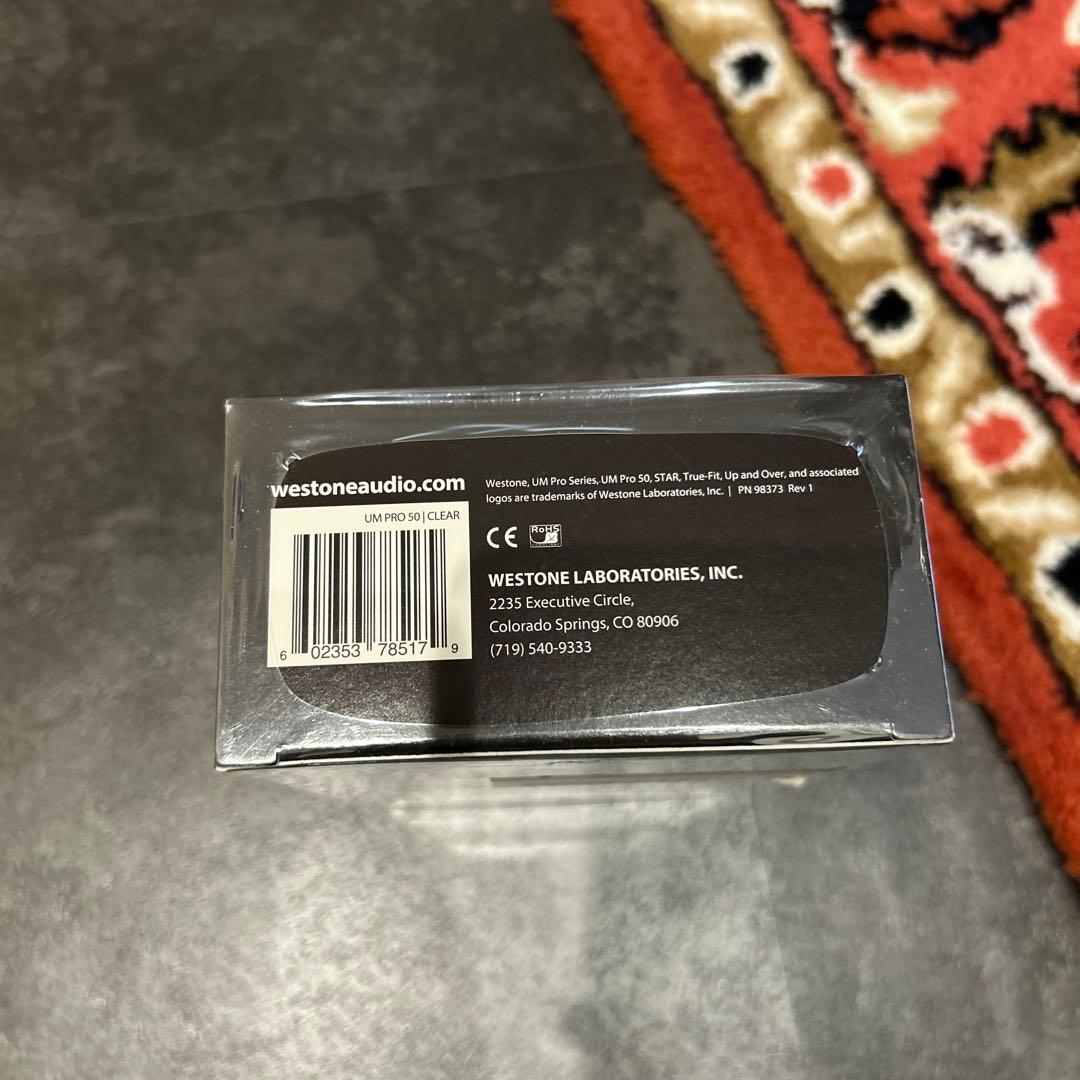 westoneaudio.com
UM PRO 50 | CLEAR
6 02353 78517 9
Westone, UM Pro Series, UM Pro 50, STAR, True-Fit, Up and Over, and associated
logos are trademarks of Westone Laboratories, Inc. | PN 98373 Rev 1
CE RoHS
WESTONE LABORATORIES, INC.
2235 Executive Circle,
Colorado Springs, CO 80906
(719) 540-9333